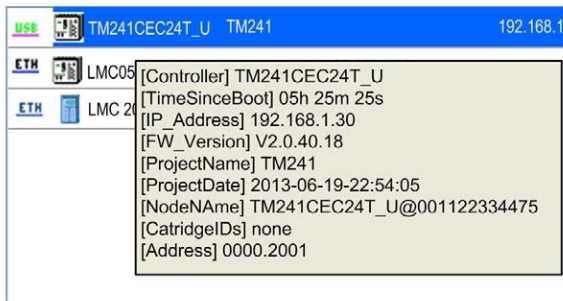 USB TM241CEC24T_U TM241 192.168.1
ETH LMC05
ETH LMC 20
[Controller] TM241CEC24T_U
[TimeSinceBoot] 05h 25m 25s
[IP_Address] 192.168.1.30
[FW_Version] V2.0.40.18
[ProjectName] TM241
[ProjectDate] 2013-06-19-22:54:05
[NodeNAme] TM241CEC24T_U@001122334475
[CatridgeIDs] none
[Address] 0000.2001